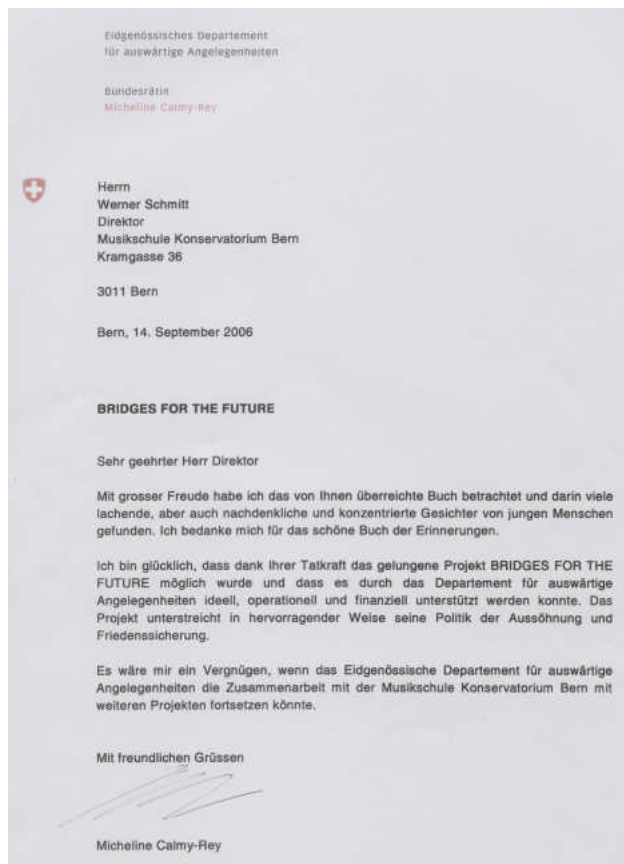 Eidgenössisches Departement
für auswärtige Angelegenheiten
Bundesrätin
Micheline Calmy-Rey
Herrn
Werner Schmitt
Direktor
Musikschule Konservatorium Bern
Kramgasse 36
3011 Bern
Bern, 14. September 2006
BRIDGES FOR THE FUTURE
Sehr geehrter Herr Direktor
Mit grosser Freude habe ich das von Ihnen überreichte Buch betrachtet und darin viele
lachende, aber auch nachdenkliche und konzentrierte Gesichter von jungen Menschen
gefunden. Ich bedanke mich für das schöne Buch der Erinnerungen.
Ich bin glücklich, dass dank Ihrer Tatkraft das gelungene Projekt BRIDGES FOR THE
FUTURE möglich wurde und dass es durch das Departement für auswärtige
Angelegenheiten ideell, operationell und finanziell unterstützt werden konnte. Das
Projekt unterstreicht in hervorragender Weise seine Politik der Aussöhnung und
Friedenssicherung.
Es wäre mir ein Vergnügen, wenn das Eidgenössische Departement für auswärtige
Angelegenheiten die Zusammenarbeit mit der Musikschule Konservatorium Bern mit
weiteren Projekten fortsetzen könnte.
Mit freundlichen Grüssen
Micheline Calmy-Rey